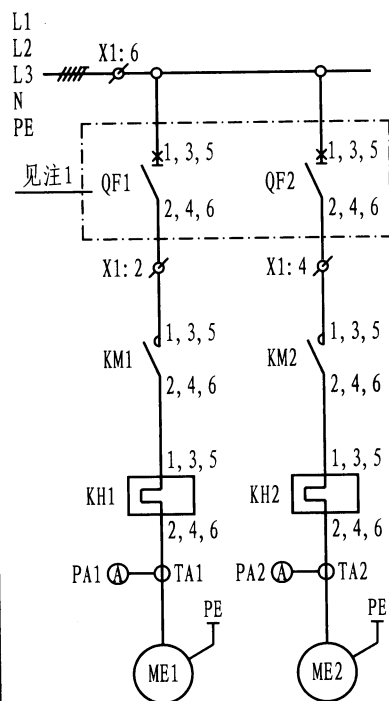 L1
L2
L3
N
PE
X1:6
见注1
QF1
1,3,5
2,4,6
QF2
1,3,5
2,4,6
X1:2
X1:4
KM1
1,3,5
2,4,6
KM2
1,3,5
2,4,6
KH1
1,3,5
2,4,6
KH2
1,3,5
2,4,6
PA1
A
TA1
PA2
A
TA2
PE
ME1
PE
ME2